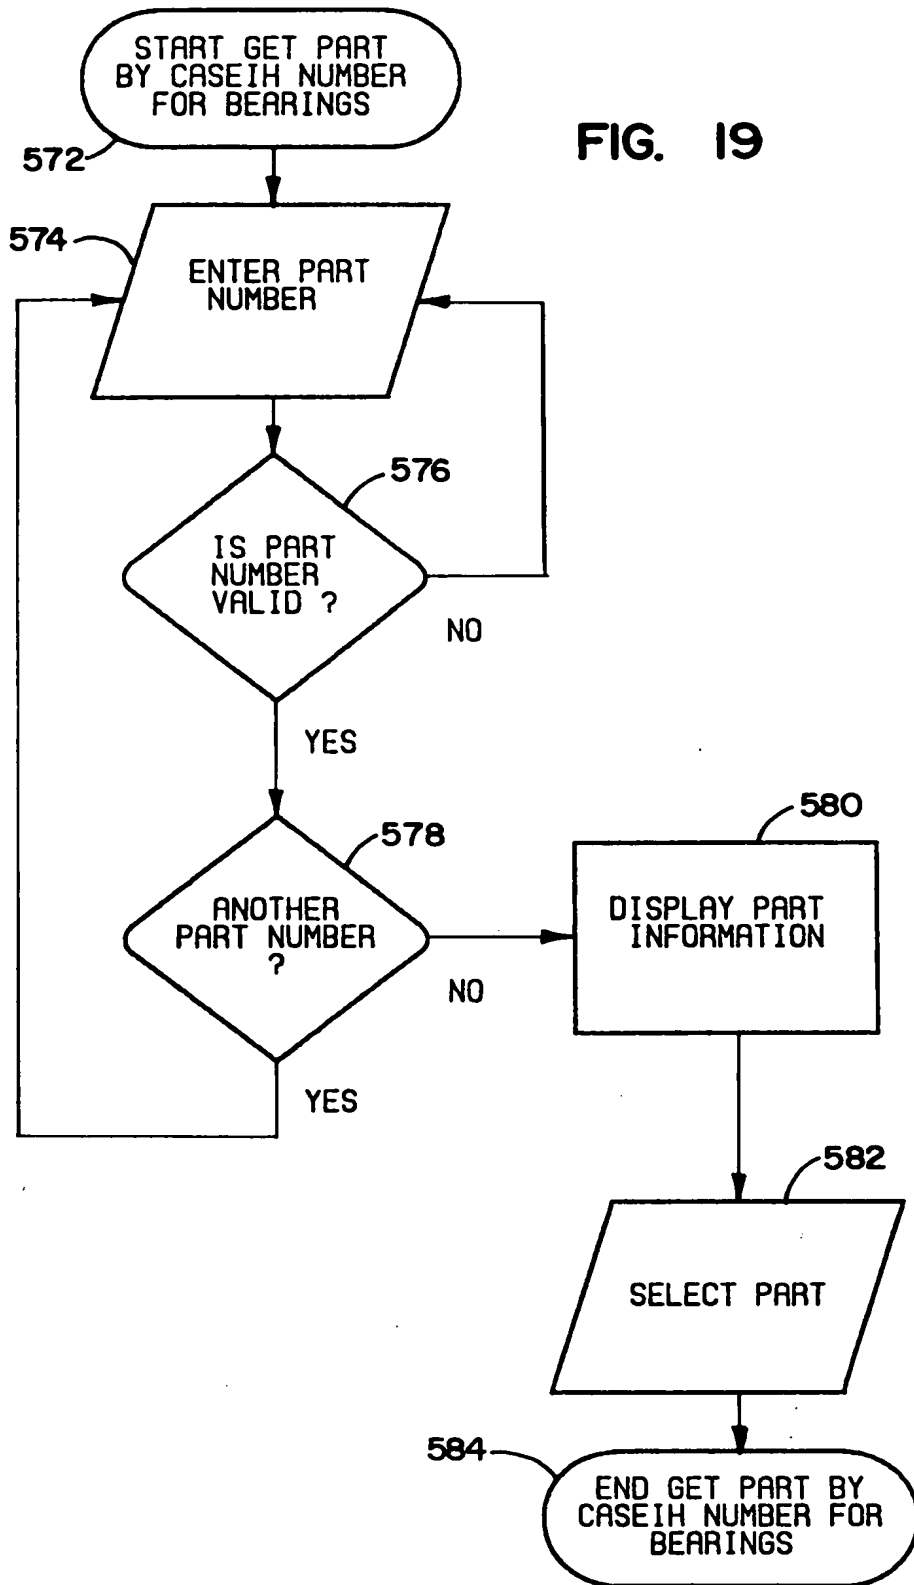 START GET PART
BY CASEIH NUMBER
FOR BEARINGS
572
FIG. 19
574
ENTER PART
NUMBER
576
IS PART
NUMBER
VALID ?
NO
YES
578
ANOTHER
PART NUMBER
?
NO
YES
580
DISPLAY PART
INFORMATION
582
SELECT PART
584
END GET PART BY
CASEIH NUMBER FOR
BEARINGS